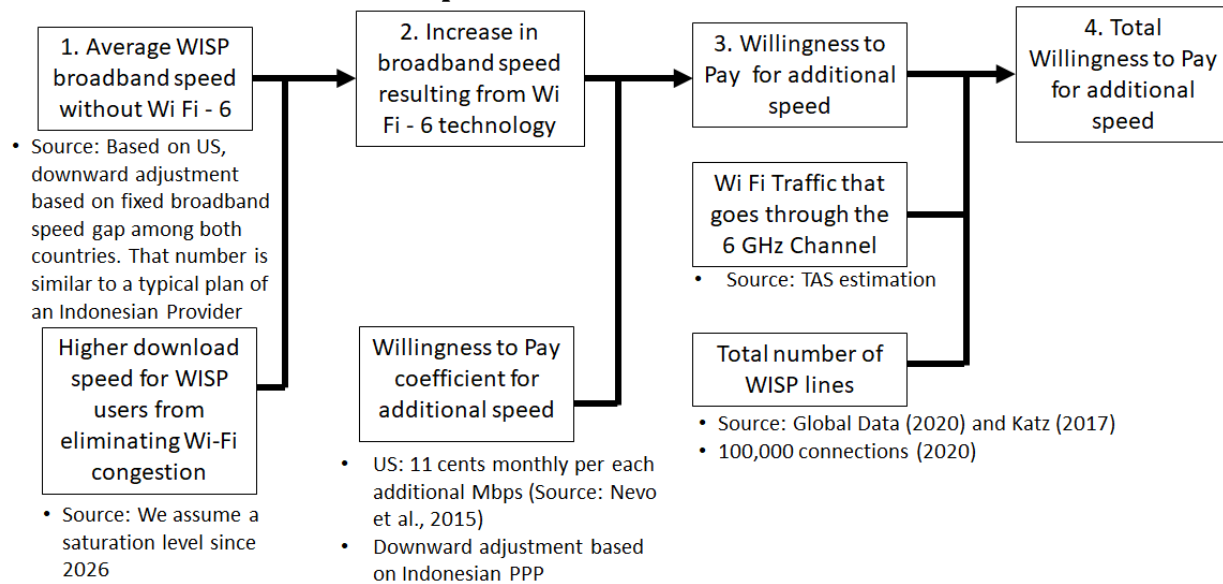 1. Average WISP
broadband speed
without Wi Fi - 6
• Source: Based on US,
downward adjustment
based on fixed broadband
speed gap among both
countries. That number is
similar to a typical plan of
an Indonesian Provider
Higher download
speed for WISP
users from
eliminating Wi-Fi
congestion
• Source: We assume a
saturation level since
2026
2. Increase in
broadband speed
resulting from Wi
Fi - 6 technology
Willingness to Pay
coefficient for
additional speed
• US: 11 cents monthly per each
additional Mbps (Source: Nevo
et al., 2015)
• Downward adjustment based
on Indonesian PPP
3. Willingness to
Pay for additional
speed
Wi Fi Traffic that
goes through the
6 GHz Channel
• Source: TAS estimation
Total number of
WISP lines
• Source: Global Data (2020) and Katz (2017)
• 100,000 connections (2020)
4. Total
Willingness to Pay
for additional
speed